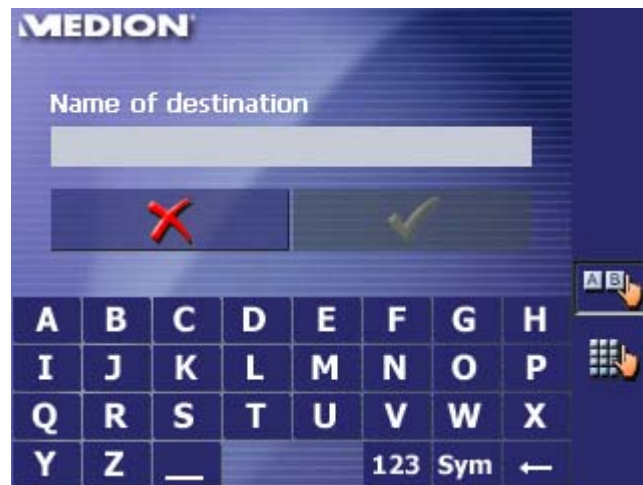 MEDION
Name of destination
A B
A B C D E F G H
I J K L M N O P
Q R S T U V W X
Y Z _ 123 Sym ←